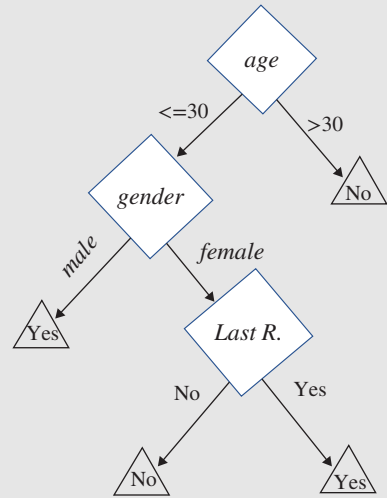 age
<=30
>30
gender
No
male
female
Yes
Last R.
No
Yes
No
Yes